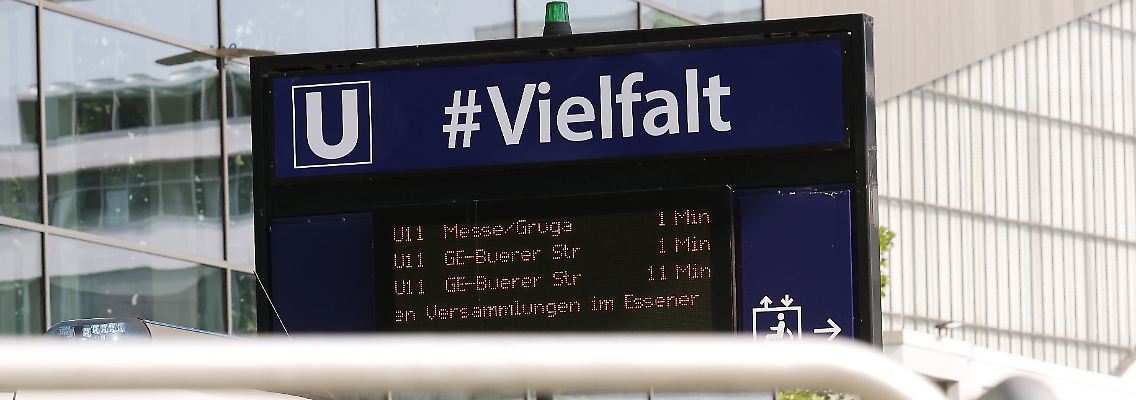 U #Vielfalt
U11 Messe/Gruga 1 Min
U11 GE-Buerer Str 1 Min
U11 GE-Buerer Str 11 Min
en Versammlungen im Essener